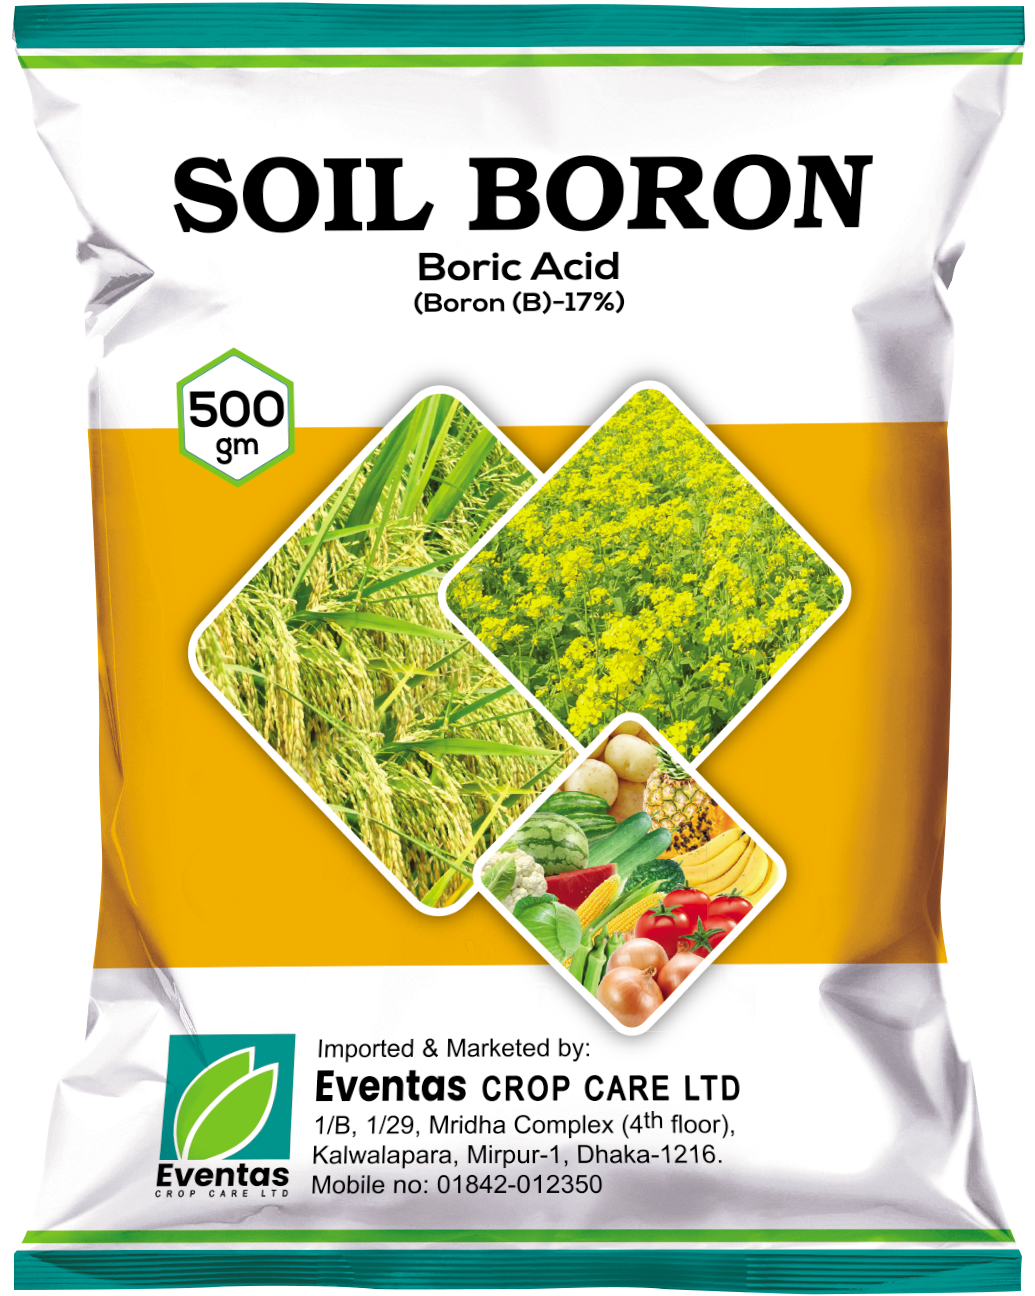 SOIL BORON
Boric Acid
(Boron (B)-17%)
500
gm
Imported & Marketed by:
Eventas CROP CARE LTD
1/B, 1/29, Mridha Complex (4th floor),
Kalwalapara, Mirpur-1, Dhaka-1216.
Mobile no: 01842-012350
Eventas
CROP CARE LTD